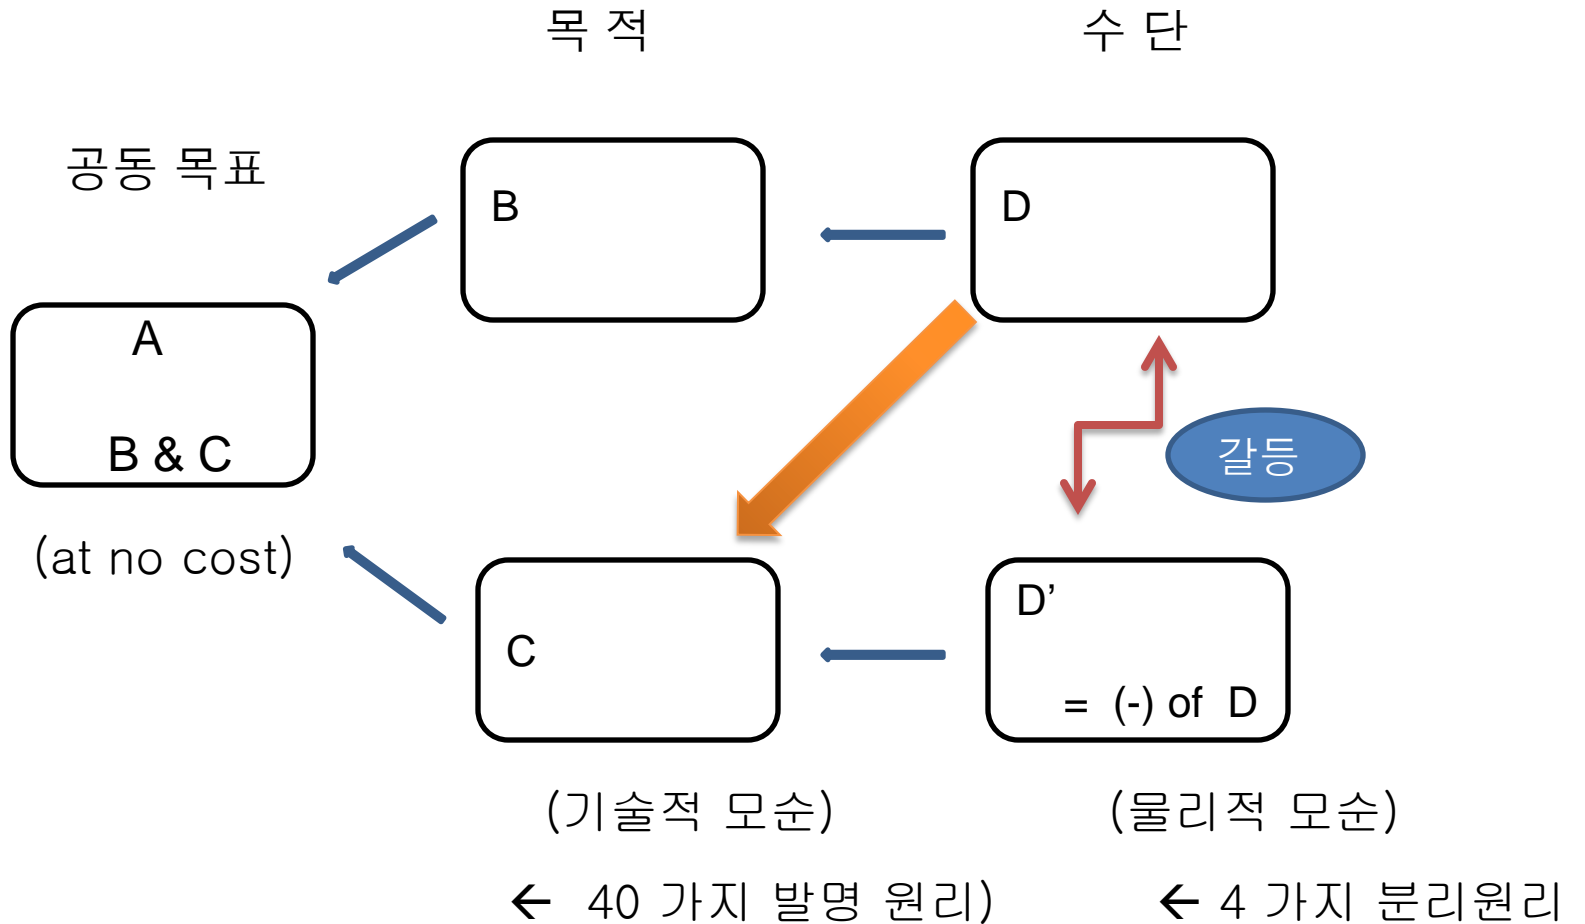 목 적
수 단
공동 목표
B
D
A
B & C
갈등
(at no cost)
C
D’
= (-) of D
(기술적 모순)
(물리적 모순)
← 40 가지 발명 원리)
← 4 가지 분리원리